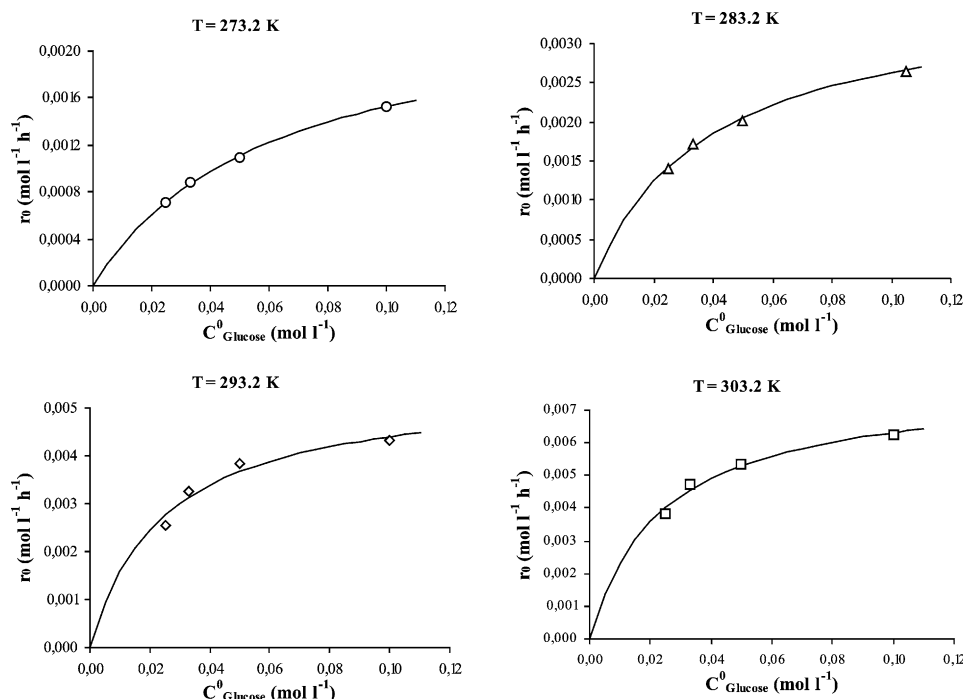 T = 273.2 K
0,0020
0,0016
0,0012
0,0008
0,0004
0,0000
r₀ (mol l⁻¹ h⁻¹)
0,00 0,02 0,04 0,06 0,08 0,10 0,12
C⁰Glucose (mol l⁻¹)
T = 283.2 K
0,0030
0,0025
0,0020
0,0015
0,0010
0,0005
0,0000
r₀ (mol l⁻¹ h⁻¹)
0,00 0,02 0,04 0,06 0,08 0,10 0,12
C⁰Glucose (mol l⁻¹)
T = 293.2 K
0,005
0,004
0,003
0,002
0,001
0,000
r₀ (mol l⁻¹ h⁻¹)
0,00 0,02 0,04 0,06 0,08 0,10 0,12
C⁰Glucose (mol l⁻¹)
T = 303.2 K
0,007
0,006
0,005
0,004
0,003
0,002
0,001
0,000
r₀ (mol l⁻¹ h⁻¹)
0,00 0,02 0,04 0,06 0,08 0,10 0,12
C⁰Glucose (mol l⁻¹)